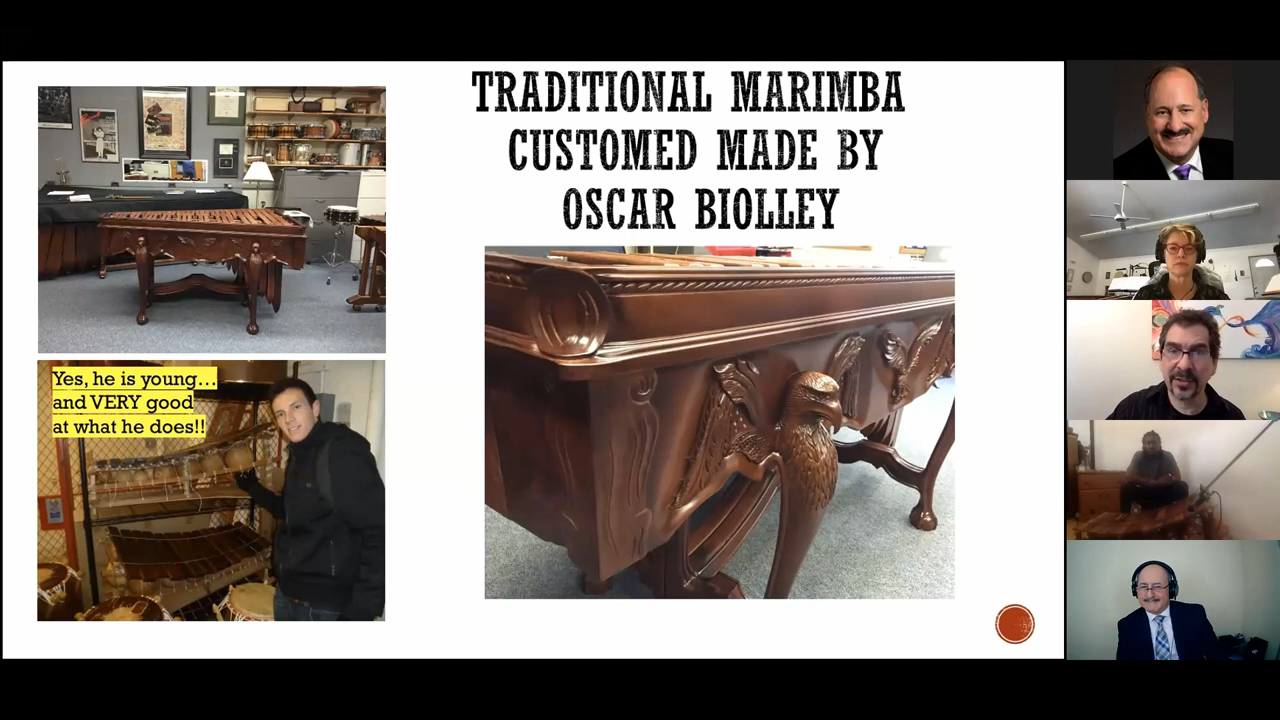 TRADITIONAL MARIMBA
CUSTOMED MADE BY
OSCAR BIOLLEY
Yes, he is young...
and VERY good
at what he does!!